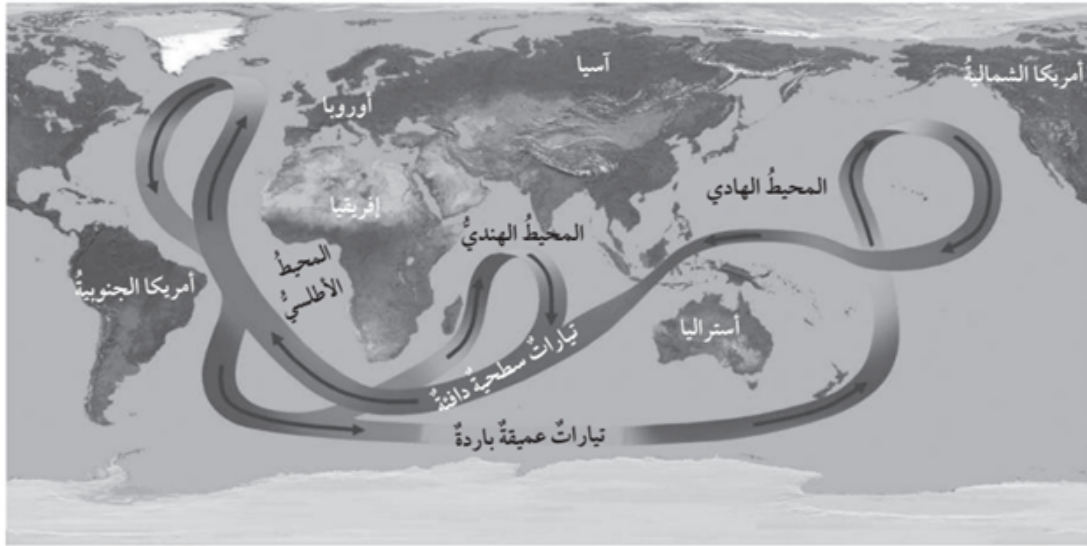 آسيا
أمريكا الشماليةُ
أوروبا
المحيطُ الهادي
إفريقيا
المحيطُ الهنديُّ
المحيطُ
الأطلسيُّ
أمريكا الجنوبيةُ
أستراليا
تياراتٌ سطحيةٌ دافئةٌ
تياراتٌ عميقةٌ باردةٌ